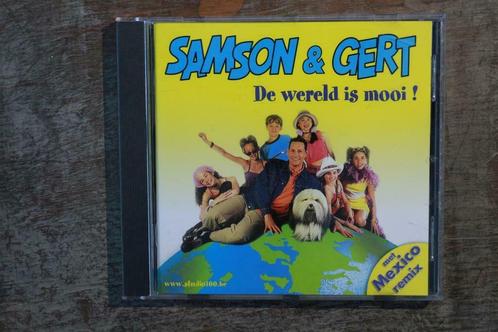 SAMSON & GERT
De wereld is mooi !
met
Mexico
remix
www.studio100.be